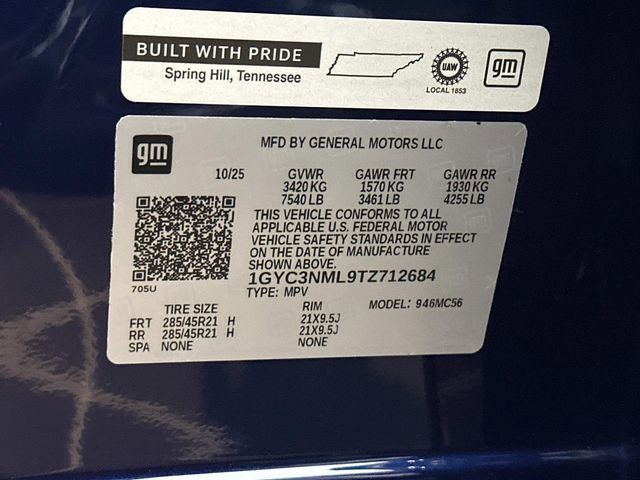 BUILT WITH PRIDE
Spring Hill, Tennessee
UAW
LOCAL 1853
gm
gm
MFD BY GENERAL MOTORS LLC
10/25 GVWR GAWR FRT GAWR RR
3420 KG 1570 KG 1930 KG
7540 LB 3461 LB 4255 LB
THIS VEHICLE CONFORMS TO ALL
APPLICABLE U.S. FEDERAL MOTOR
VEHICLE SAFETY STANDARDS IN EFFECT
ON THE DATE OF MANUFACTURE
SHOWN ABOVE.
705U
1GYC3NML9TZ712684
TYPE: MPV MODEL: 946MC56
TIRE SIZE RIM
FRT 285/45R21 H 21X9.5J
RR 285/45R21 H 21X9.5J
SPA NONE NONE